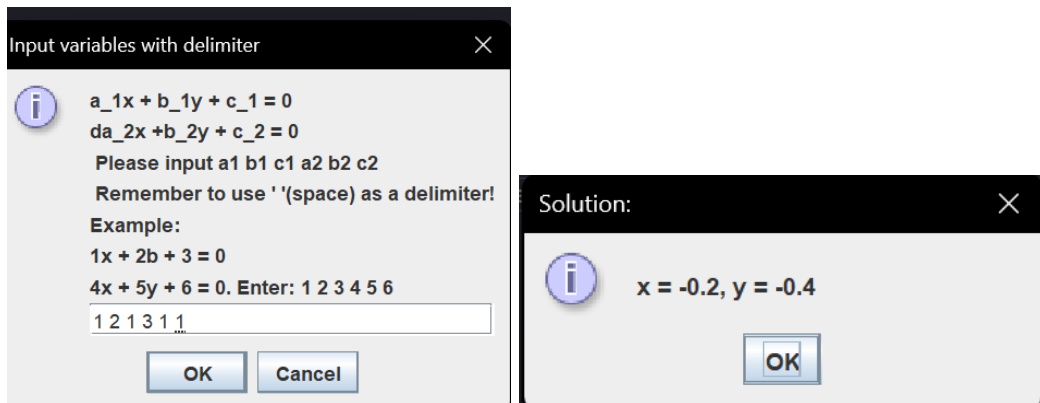 Input variables with delimiter
a_1x + b_1y + c_1 = 0
da_2x +b_2y + c_2 = 0
Please input a1 b1 c1 a2 b2 c2
Remember to use ' '(space) as a delimiter!
Example:
1x + 2b + 3 = 0
4x + 5y + 6 = 0. Enter: 1 2 3 4 5 6
1 2 1 3 1 1
OK Cancel
Solution:
x = -0.2, y = -0.4
OK